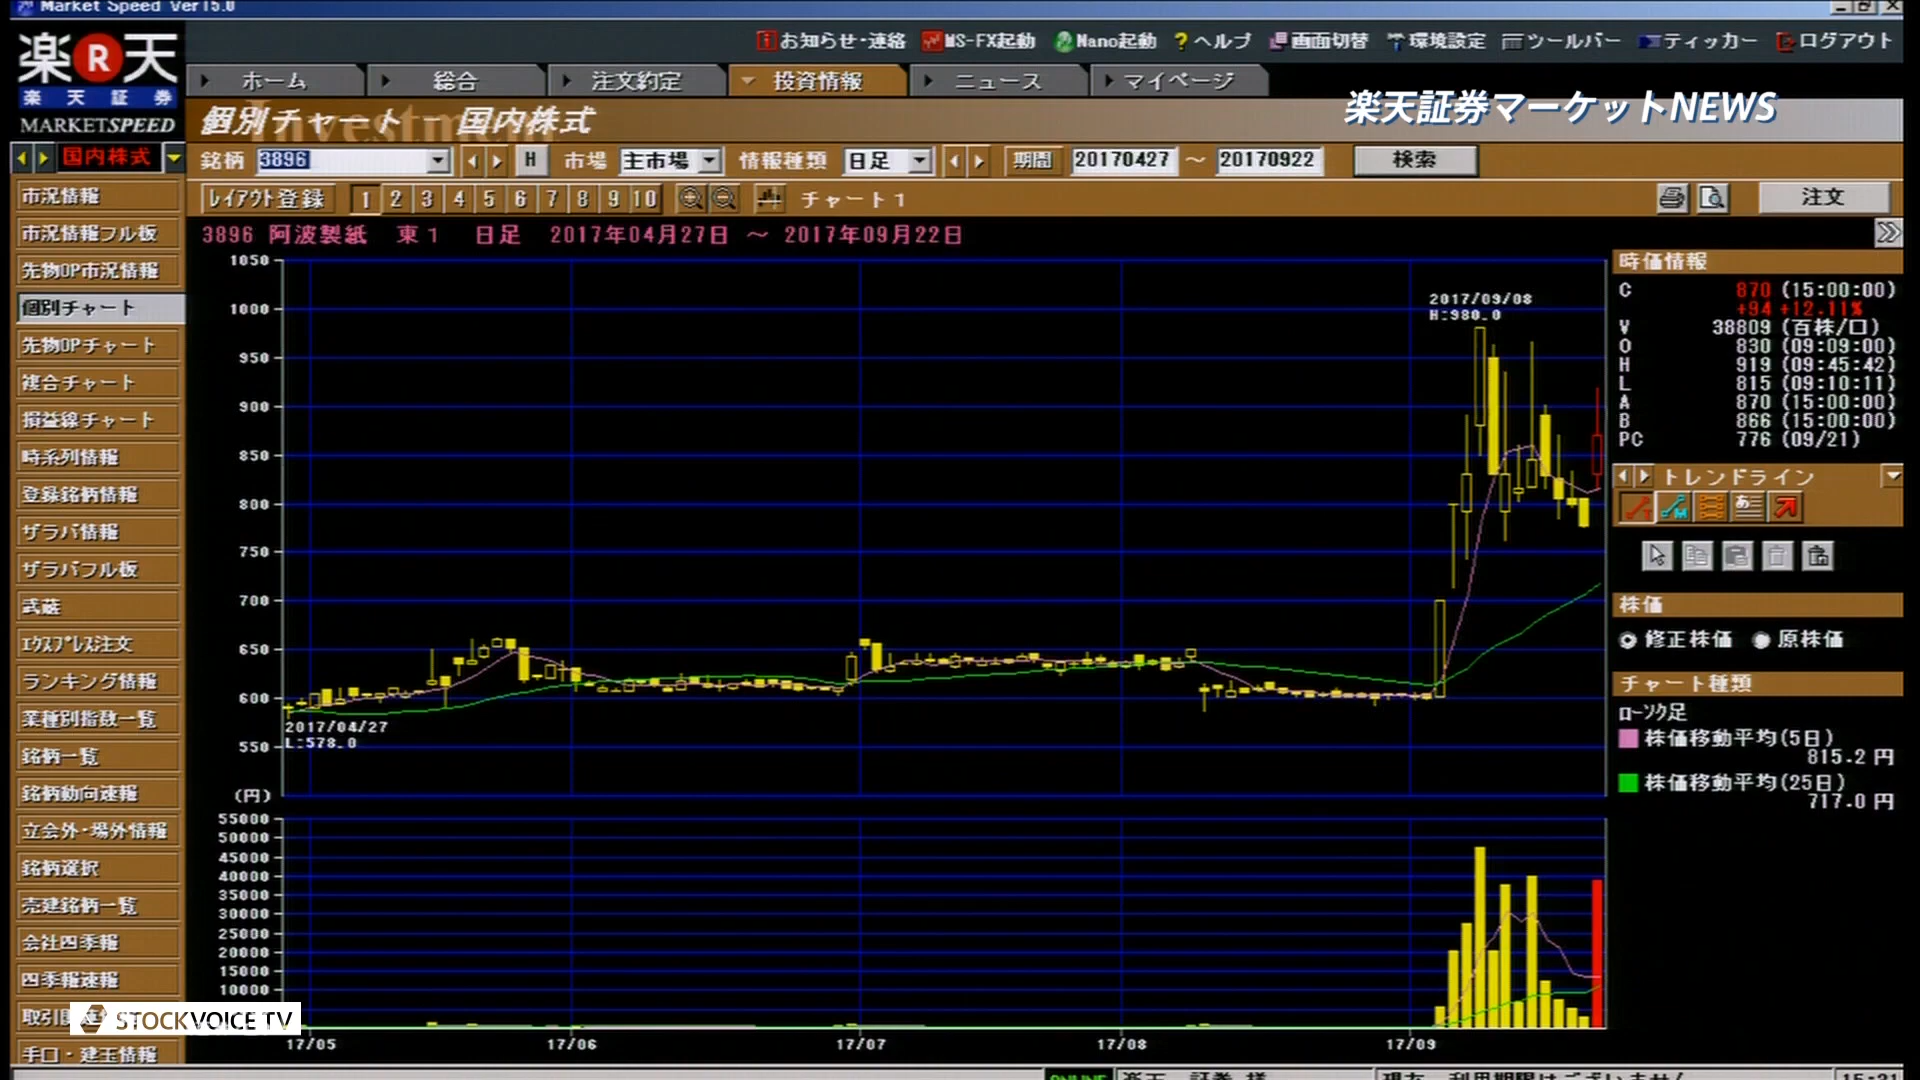 Market Speed Ver15.0
楽R天
楽天証券
MARKETSPEED
お知らせ・連絡 MS-FX起動 Nano起動 ?ヘルプ 画面切替 環境設定 ツールバー ティッカー ログアウト
ホーム 総合 注文約定 投資情報 ニュース マイページ
個別チャート − 国内株式
楽天証券マーケットNEWS
国内株式
銘柄 3896 H 市場 主市場 情報種類 日足 期間 20170427 ～ 20170922 検索
レイアウト登録 1 2 3 4 5 6 7 8 9 10 チャート1 注文
3896 阿波製紙 東1 日足 2017年04月27日 ～ 2017年09月22日
市況情報
市況情報フル板
先物OP市況情報
個別チャート
先物OPチャート
複合チャート
損益線チャート
時系列情報
登録銘柄情報
ザラバ情報
ザラバフル板
武蔵
エクスプレス注文
ランキング情報
業種別指数一覧
銘柄一覧
銘柄動向速報
立会外・場外情報
銘柄選択
売建銘柄一覧
会社四季報
四季報速報
手口・建玉情報
1050
1000
950
900
850
800
750
700
650
600
550
(円)
2017/09/08
H:980.0
2017/04/27
L:578.0
55000
50000
45000
40000
35000
30000
25000
20000
15000
10000
17/05 17/06 17/07 17/08 17/09
時価情報
C 870 (15:00:00)
+94 +12.11%
V 38809 (百株/口)
O 830 (09:09:00)
H 919 (09:45:42)
L 815 (09:10:11)
A 870 (15:00:00)
B 866 (15:00:00)
PC 776 (09/21)
トレンドライン
株価
修正株価 原株価
チャート種類
ローソク足
株価移動平均(5日)
815.2 円
株価移動平均(25日)
717.0 円
STOCKVOICE TV